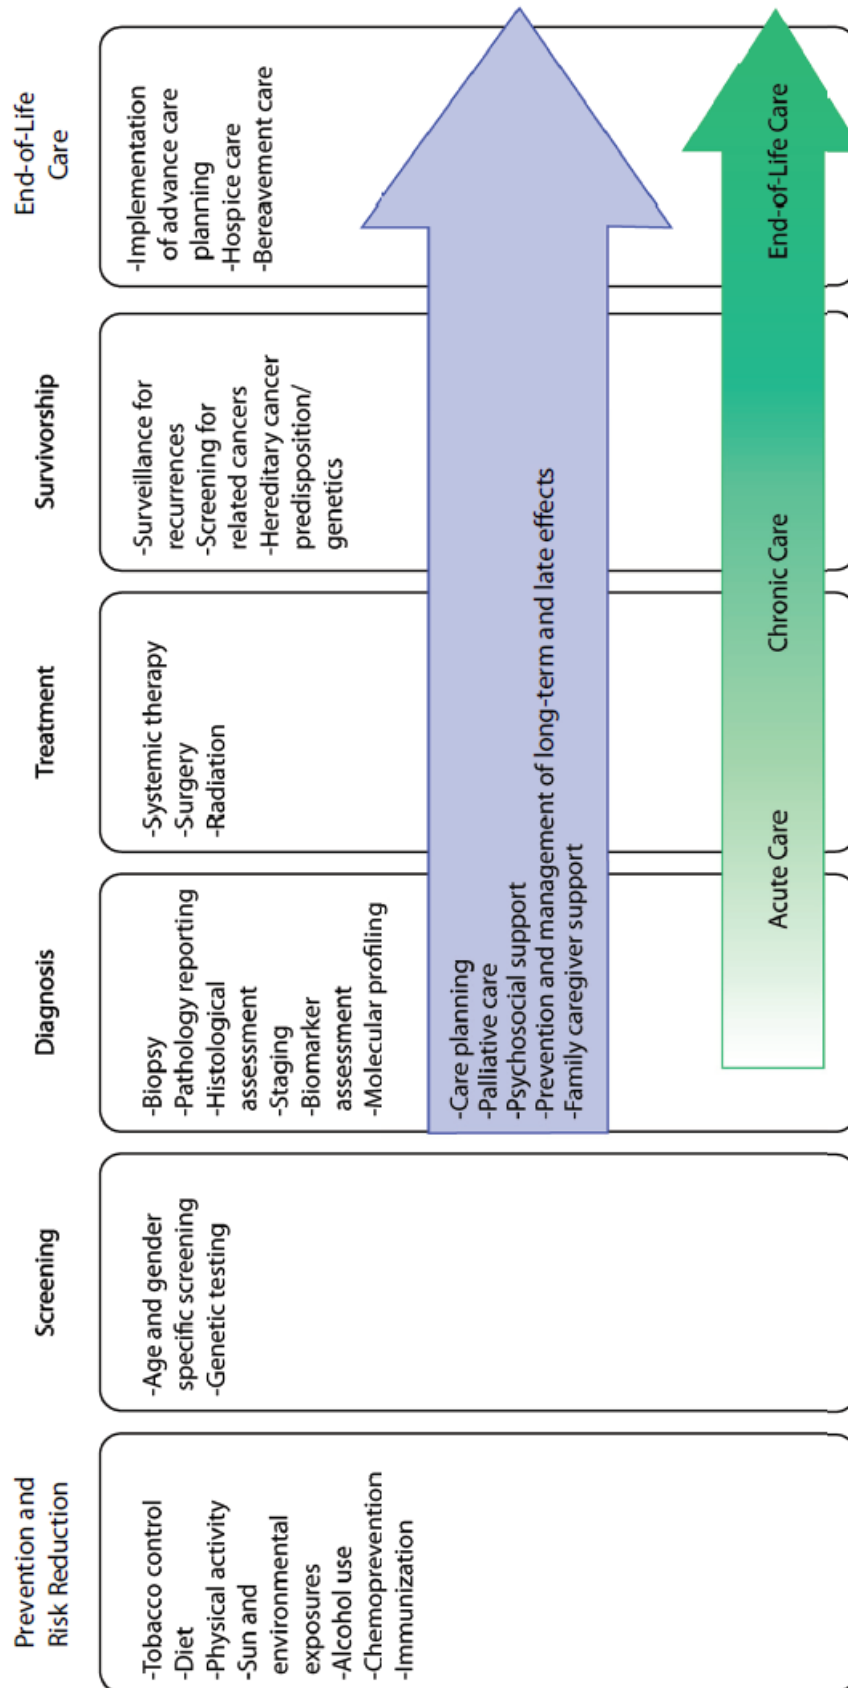 Prevention and
Risk Reduction
-Tobacco control
-Diet
-Physical activity
-Sun and
environmental
exposures
-Alcohol use
-Chemoprevention
-Immunization
Screening
-Age and gender
specific screening
-Genetic testing
Diagnosis
-Biopsy
-Pathology reporting
-Histological
assessment
-Staging
-Biomarker
assessment
-Molecular profiling
Treatment
-Systemic therapy
-Surgery
-Radiation
Survivorship
-Surveillance for
recurrences
-Screening for
related cancers
-Hereditary cancer
predisposition/
genetics
End-of-Life
Care
-Implementation
of advance care
planning
-Hospice care
-Bereavement care
-Care planning
-Palliative care
-Psychosocial support
-Prevention and management of long-term and late effects
-Family caregiver support
Acute Care
Chronic Care
End-of-Life Care